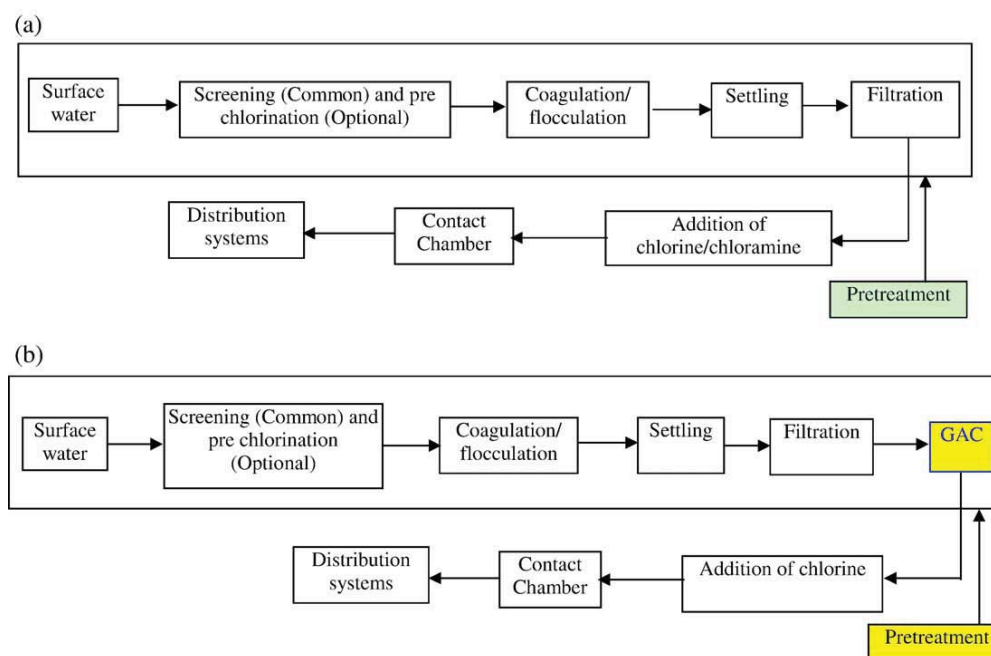 (a)
Surface
water
Screening (Common) and pre
chlorination (Optional)
Coagulation/
flocculation
Settling
Filtration
Distribution
systems
Contact
Chamber
Addition of
chlorine/chloramine
Pretreatment
(b)
Surface
water
Screening (Common) and
pre chlorination
(Optional)
Coagulation/
flocculation
Settling
Filtration
GAC
Distribution
systems
Contact
Chamber
Addition of chlorine
Pretreatment